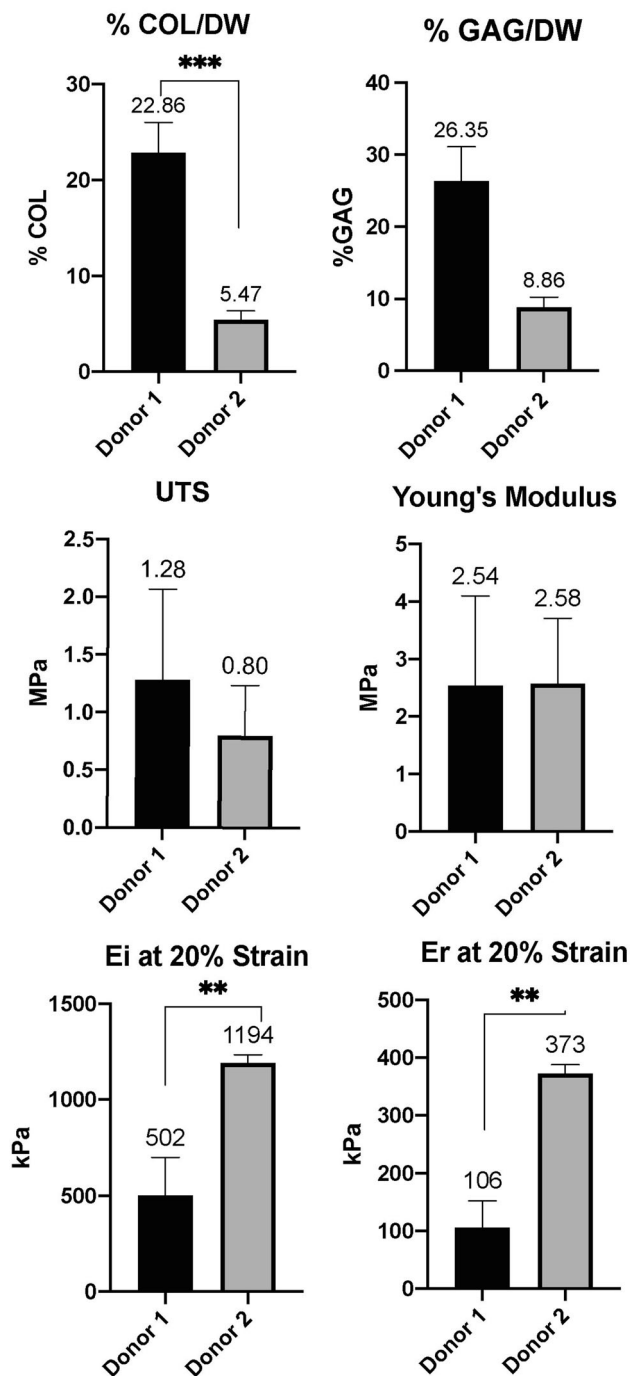 % COL/DW
***
% COL
30
20
10
0
22.86
5.47
Donor 1
Donor 2
% GAG/DW
%GAG
40
30
20
10
0
26.35
8.86
Donor 1
Donor 2
UTS
MPa
2.5
2.0
1.5
1.0
0.5
0.0
1.28
0.80
Donor 1
Donor 2
Young's Modulus
MPa
5
4
3
2
1
0
2.54
2.58
Donor 1
Donor 2
Ei at 20% Strain
**
kPa
1500
1000
500
0
502
1194
Donor 1
Donor 2
Er at 20% Strain
**
kPa
500
400
300
200
100
0
106
373
Donor 1
Donor 2